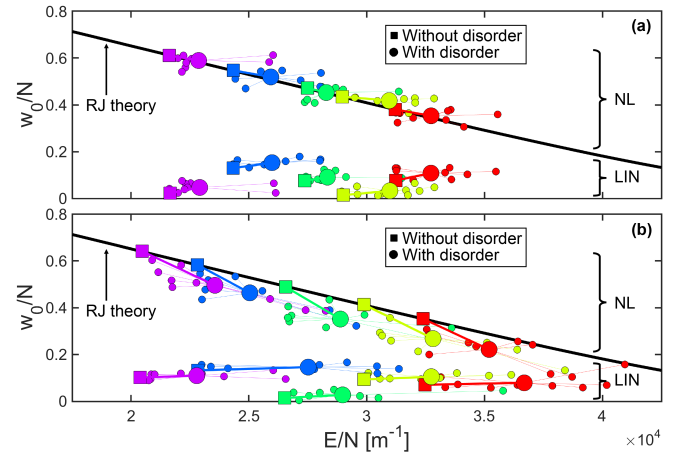 0.8
(a)
Without disorder
With disorder
0.6
NL
w₀/N
0.4
RJ theory
0.2
LIN
0
0.8
(b)
Without disorder
With disorder
0.6
NL
w₀/N
0.4
RJ theory
0.2
LIN
0
2 2.5 3 3.5 4
E/N [m⁻¹]
×10⁴